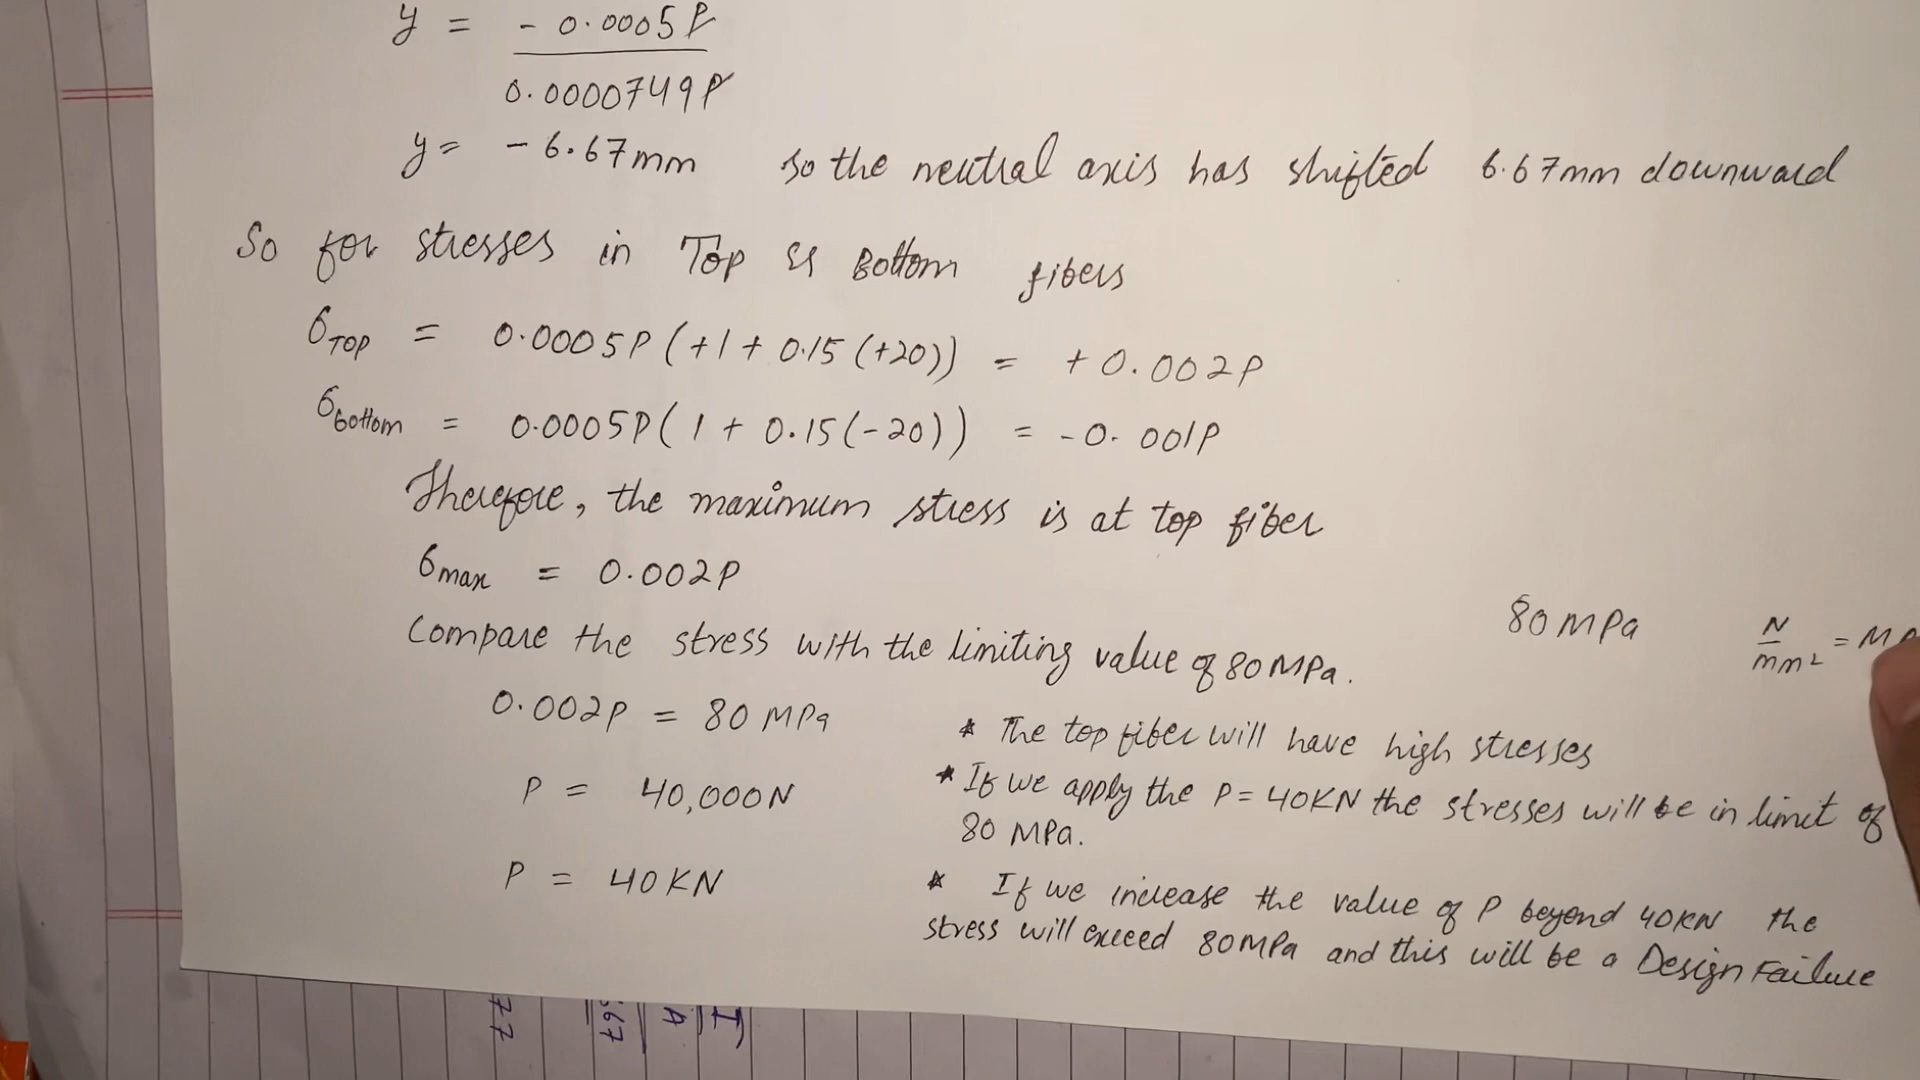 y = - 0.0005P
0.0000749P
y = - 6.67mm so the neutral axis has shifted 6.67mm downward
So for stresses in Top & Bottom fibers
σTOP = 0.0005P (+1 + 0.15 (+20)) = + 0.002P
σbottom = 0.0005P ( 1 + 0.15 (-20)) = - 0.001P
Therefore, the maximum stress is at top fiber
σmax = 0.002P
80 MPa N/mm² =
Compare the stress with the limiting value of 80 MPa.
0.002P = 80 MPa
* The top fiber will have high stresses
P = 40,000N
* If we apply the P = 40KN the stresses will be in limit of
80 MPa.
P = 40KN
* If we increase the value of P beyond 40KN the
stress will exceed 80MPa and this will be a Design Failure
77
567
A
I